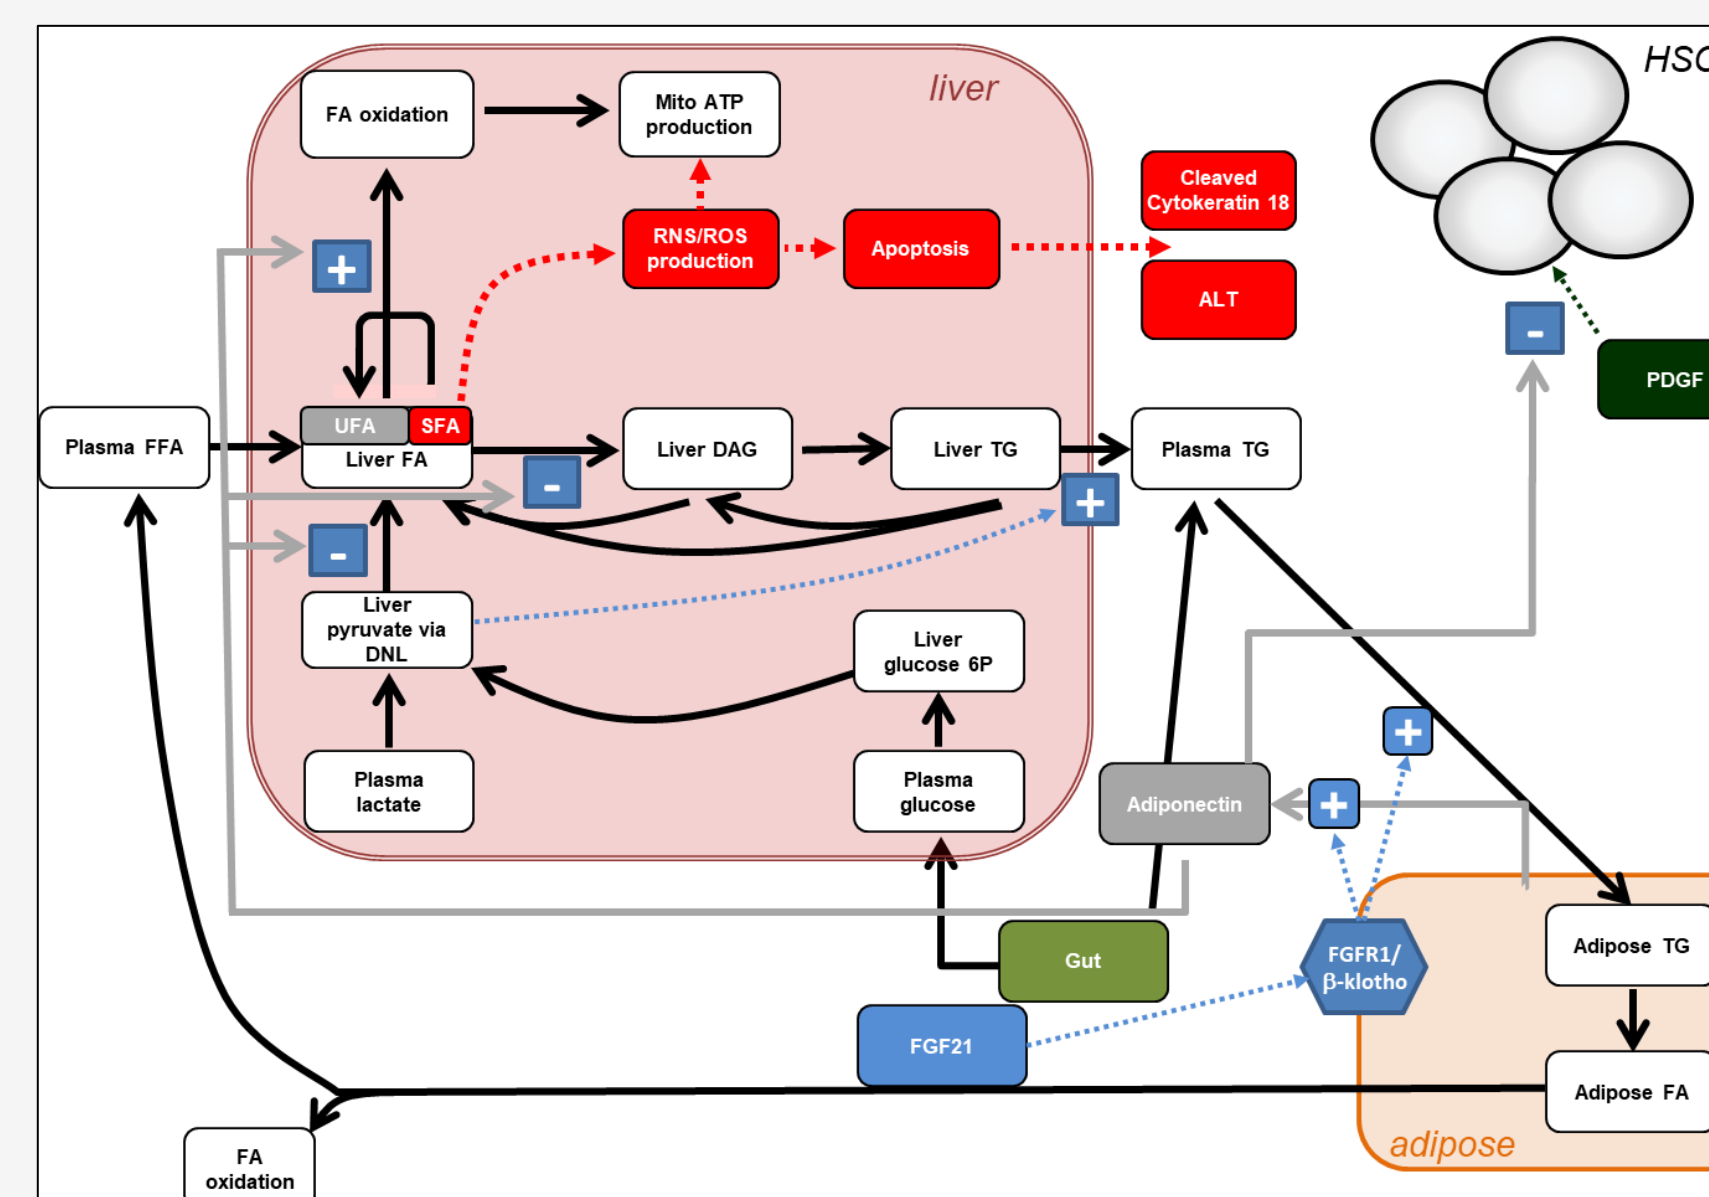 liver
HSC
FA oxidation
Mito ATP
production
Cleaved
Cytokeratin 18
+
RNS/ROS
production
Apoptosis
ALT
-
PDGF
UFA
SFA
Plasma FFA
Liver FA
Liver DAG
Liver TG
Plasma TG
-
+
-
Liver
pyruvate via
DNL
Liver
glucose 6P
+
Plasma
lactate
Plasma
glucose
Adiponectin
+
Gut
FGFR1/
β-klotho
Adipose TG
FGF21
Adipose FA
adipose
FA
oxidation